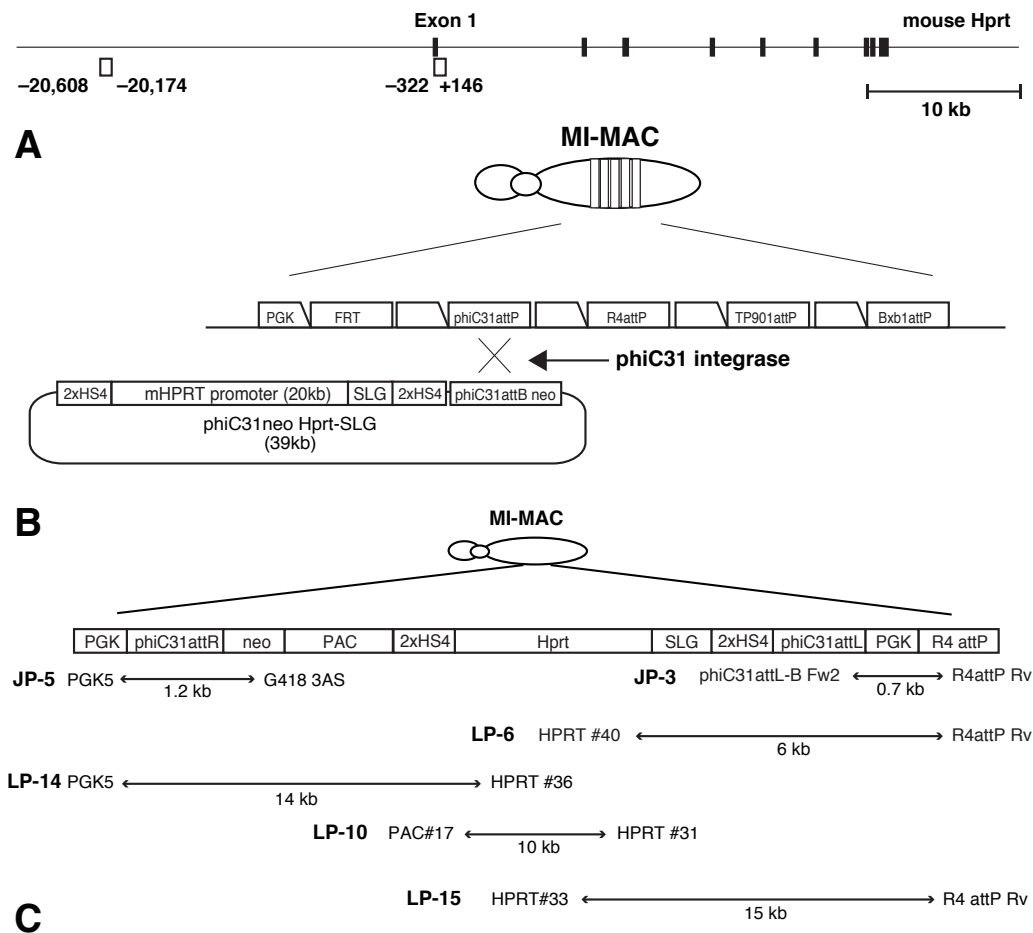 Exon 1 mouse Hprt
–20,608 –20,174 –322 +146
10 kb
A
MI-MAC
PGK FRT phiC31attP R4attP TP901attP Bxb1attP
phiC31 integrase
2xHS4 mHPRT promoter (20kb) SLG 2xHS4 phiC31attB neo
phiC31neo Hprt-SLG
(39kb)
B
MI-MAC
PGK phiC31attR neo PAC 2xHS4 Hprt SLG 2xHS4 phiC31attL PGK R4 attP
JP-5 PGK5 G418 3AS JP-3 phiC31attL-B Fw2 R4attP Rv
1.2 kb 0.7 kb
LP-6 HPRT #40 R4attP Rv
6 kb
LP-14 PGK5 HPRT #36
14 kb
LP-10 PAC#17 HPRT #31
10 kb
LP-15 HPRT#33 R4 attP Rv
15 kb
C